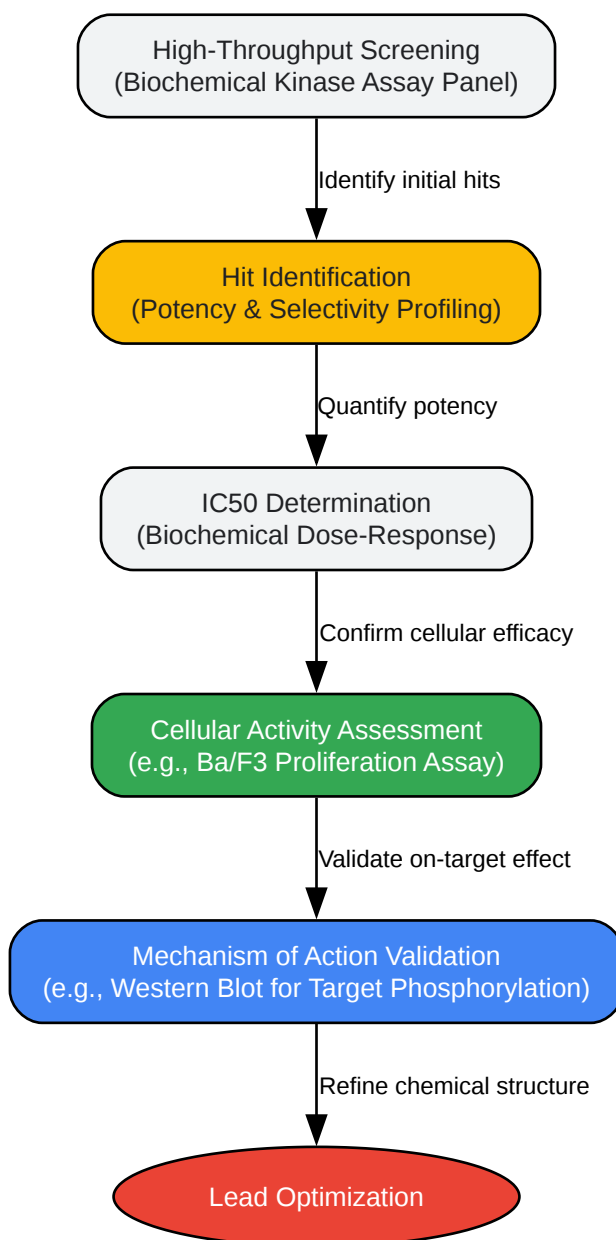 High-Throughput Screening
(Biochemical Kinase Assay Panel)
Identify initial hits
Hit Identification
(Potency & Selectivity Profiling)
Quantify potency
IC50 Determination
(Biochemical Dose-Response)
Confirm cellular efficacy
Cellular Activity Assessment
(e.g., Ba/F3 Proliferation Assay)
Validate on-target effect
Mechanism of Action Validation
(e.g., Western Blot for Target Phosphorylation)
Refine chemical structure
Lead Optimization